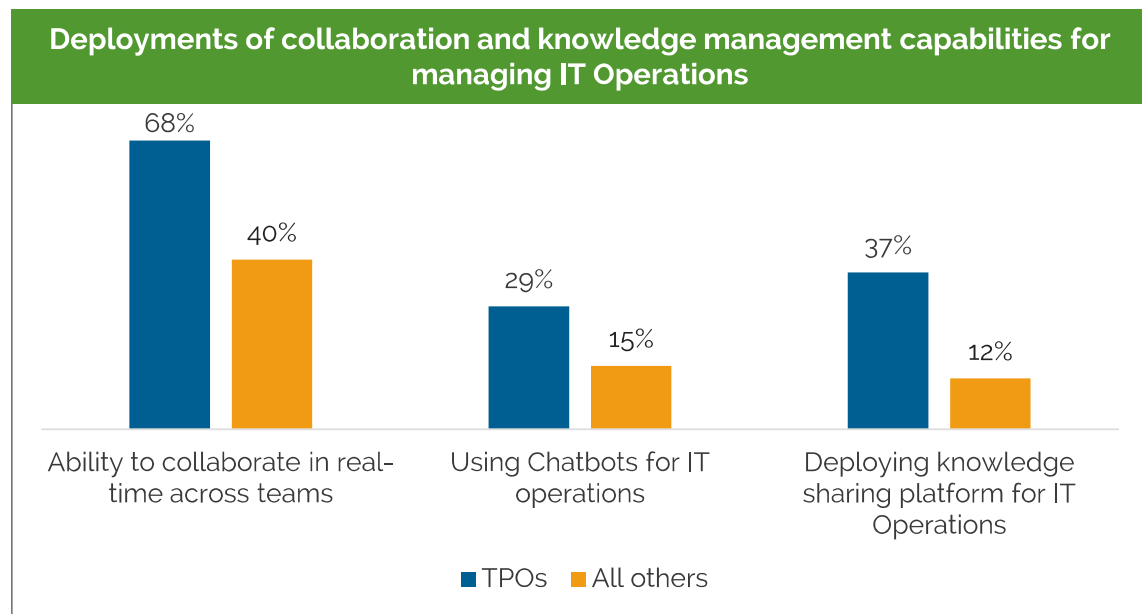 Deployments of collaboration and knowledge management capabilities for
managing IT Operations
68%
40%
29%
15%
37%
12%
Ability to collaborate in real-
time across teams
Using Chatbots for IT
operations
Deploying knowledge
sharing platform for IT
Operations
TPOs
All others